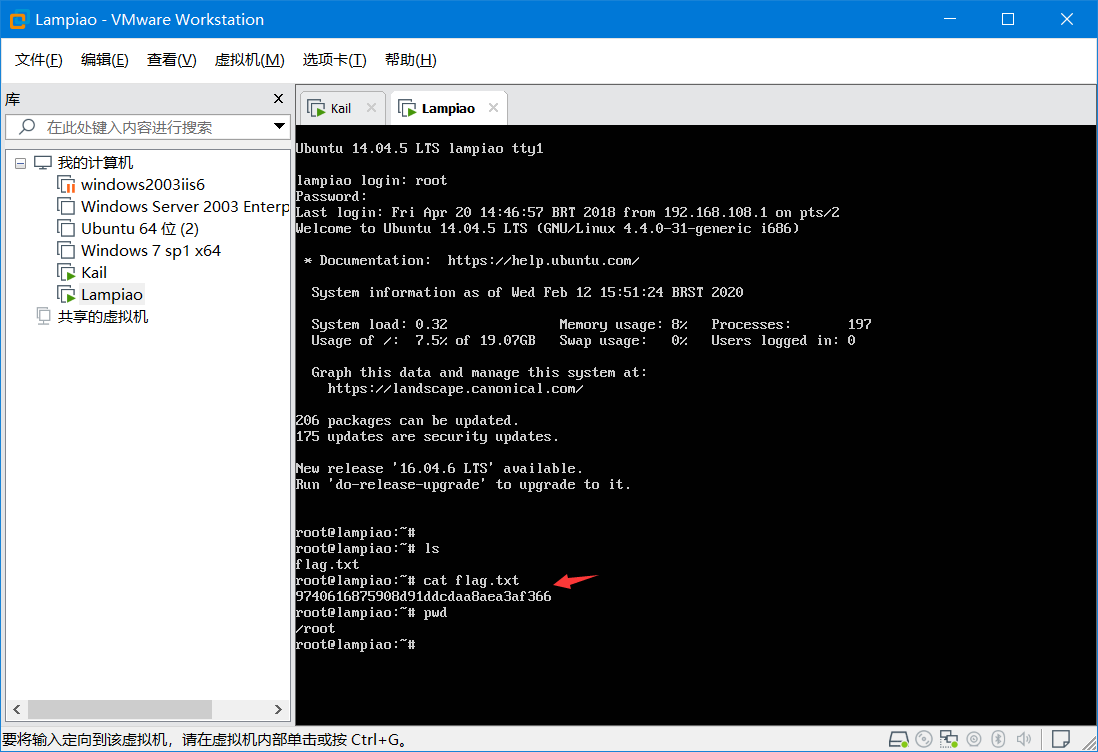 Lampiao - VMware Workstation
文件(F) 编辑(E) 查看(V) 虚拟机(M) 选项卡(T) 帮助(H)
库
在此处键入内容进行搜索
我的计算机
windows2003iis6
Windows Server 2003 Enterp
Ubuntu 64 位 (2)
Windows 7 sp1 x64
Kail
Lampiao
共享的虚拟机
Kail Lampiao
Ubuntu 14.04.5 LTS lampiao tty1
lampiao login: root
Password:
Last login: Fri Apr 20 14:46:57 BRT 2018 from 192.168.108.1 on pts/2
Welcome to Ubuntu 14.04.5 LTS (GNU/Linux 4.4.0-31-generic i686)
* Documentation: https://help.ubuntu.com/
System information as of Wed Feb 12 15:51:24 BRST 2020
System load: 0.32 Memory usage: 8% Processes: 197
Usage of /: 7.5% of 19.07GB Swap usage: 0% Users logged in: 0
Graph this data and manage this system at:
https://landscape.canonical.com/
206 packages can be updated.
175 updates are security updates.
New release '16.04.6 LTS' available.
Run 'do-release-upgrade' to upgrade to it.
root@lampiao:~#
root@lampiao:~# ls
flag.txt
root@lampiao:~# cat flag.txt
9740616875908d91ddcdaa8aea3af366
root@lampiao:~# pwd
/root
root@lampiao:~#
要将输入定向到该虚拟机，请在虚拟机内部单击或按 Ctrl+G。